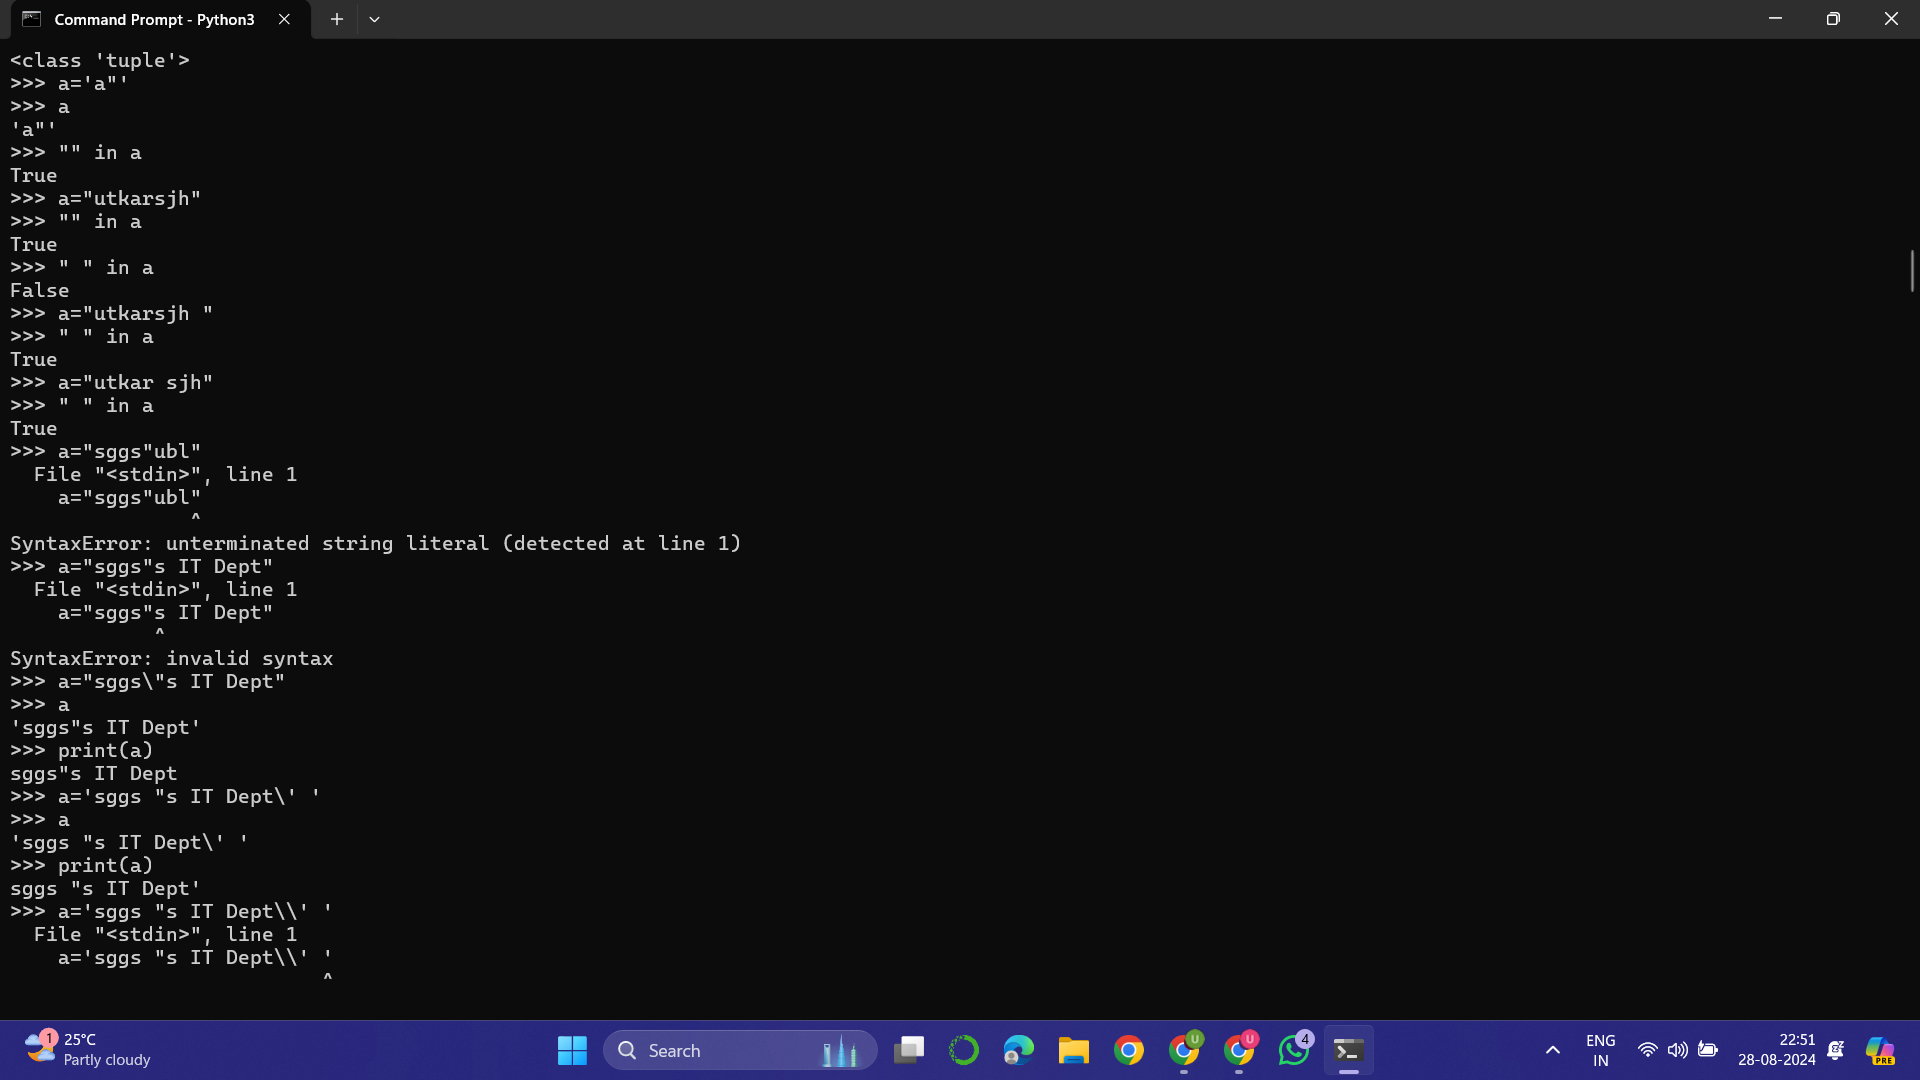 Command Prompt - Python3
<class 'tuple'>
>>> a='a"'
>>> a
'a"'
>>> "" in a
True
>>> a="utkarsjh"
>>> "" in a
True
>>> " " in a
False
>>> a="utkarsjh "
>>> " " in a
True
>>> a="utkar sjh"
>>> " " in a
True
>>> a="sggs"ubl"
  File "<stdin>", line 1
    a="sggs"ubl"
               ^
SyntaxError: unterminated string literal (detected at line 1)
>>> a="sggs"s IT Dept"
  File "<stdin>", line 1
    a="sggs"s IT Dept"
            ^
SyntaxError: invalid syntax
>>> a="sggs\"s IT Dept"
>>> a
'sggs"s IT Dept'
>>> print(a)
sggs"s IT Dept
>>> a='sggs "s IT Dept\' '
>>> a
'sggs "s IT Dept\' '
>>> print(a)
sggs "s IT Dept'
>>> a='sggs "s IT Dept\\' '
  File "<stdin>", line 1
    a='sggs "s IT Dept\\' '
                          ^
1
25°C
Partly cloudy
Search
U
U
4
ENG
IN
22:51
28-08-2024
PRE